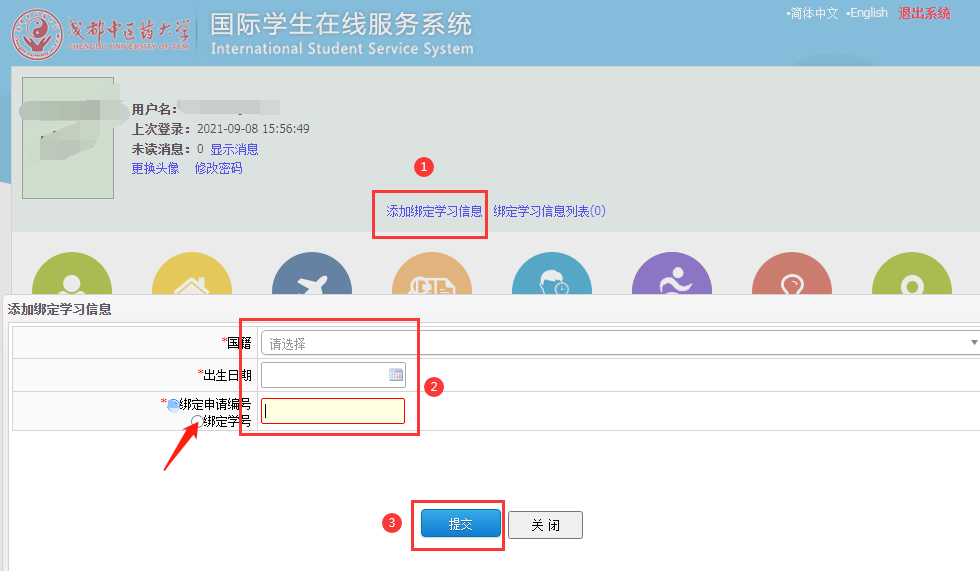 成都中医药大学
CHENGDU UNIVERSITY OF TCM
国际学生在线服务系统
International Student Service System
•简体中文 •English 退出系统
用户名：
上次登录：2021-09-08 15:56:49
未读消息：0 显示消息
更换头像 修改密码
1
添加绑定学习信息 绑定学习信息列表(0)
添加绑定学习信息
*国籍 请选择
*出生日期
2
*绑定申请编号
绑定学号
3 提交 关 闭